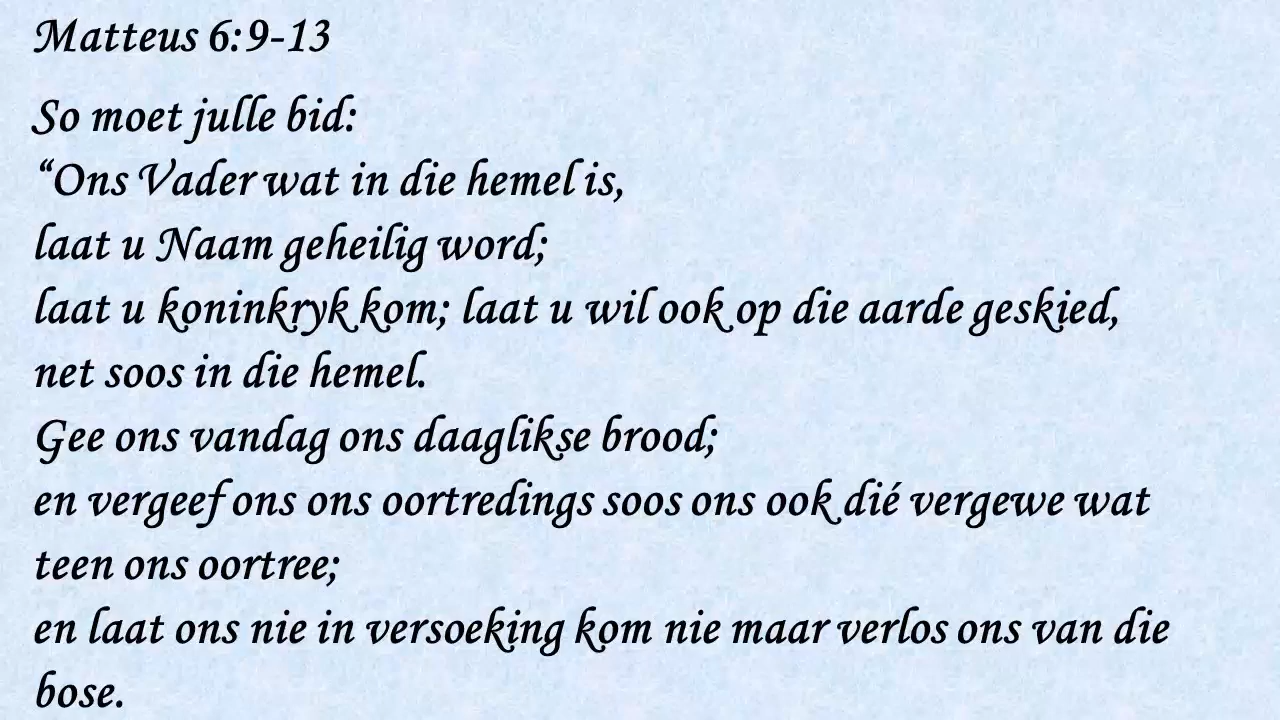 Matteus 6:9-13
So moet julle bid:
“Ons Vader wat in die hemel is,
laat u Naam geheilig word;
laat u koninkryk kom; laat u wil ook op die aarde geskied,
net soos in die hemel.
Gee ons vandag ons daaglikse brood;
en vergeef ons ons oortredings soos ons ook dié vergewe wat
teen ons oortree;
en laat ons nie in versoeking kom nie maar verlos ons van die
bose.